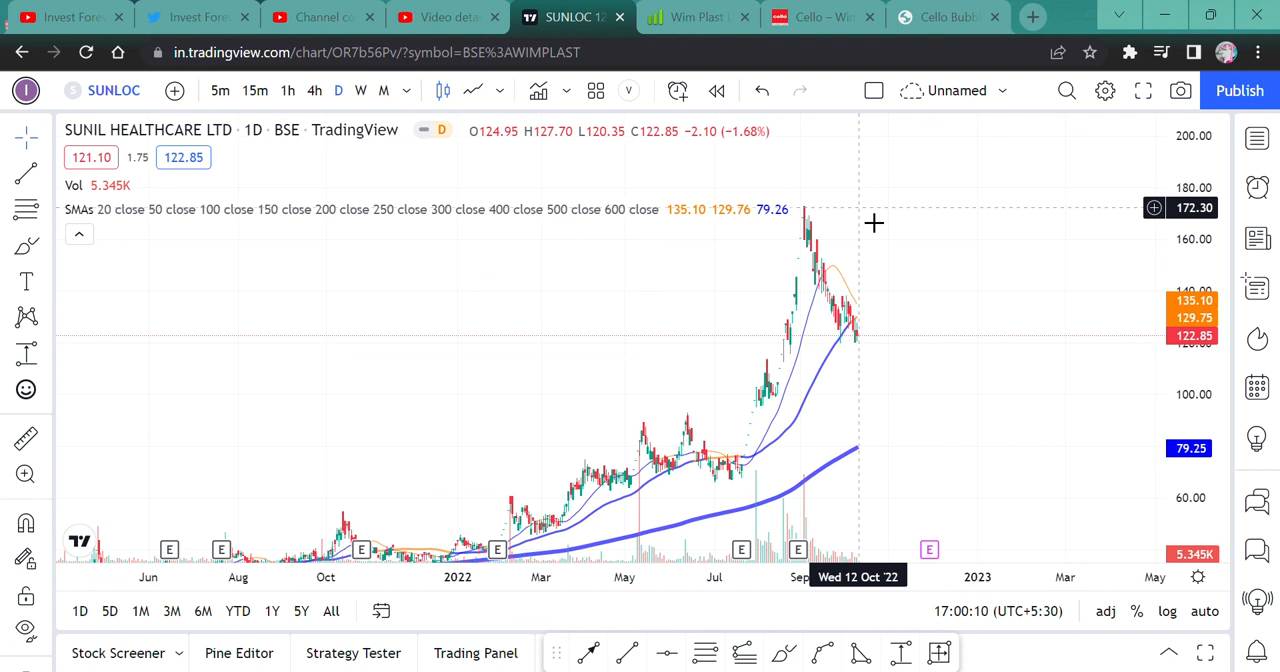 Invest Fore
Invest Fore
Channel co
Video deta
SUNLOC 12
Wim Plast L
Cello – Win
Cello Bubb
in.tradingview.com/chart/OR7b56Pv/?symbol=BSE%3AWIMPLAST
I
S SUNLOC 5m 15m 1h 4h D W M V Unnamed Publish
SUNIL HEALTHCARE LTD · 1D · BSE · TradingView D O124.95 H127.70 L120.35 C122.85 −2.10 (−1.68%)
121.10 1.75 122.85
Vol 5.345K
SMAs 20 close 50 close 100 close 150 close 200 close 250 close 300 close 400 close 500 close 600 close 135.10 129.76 79.26
200.00
180.00
172.30
160.00
140.00
135.10
129.75
122.85
120.00
100.00
79.25
60.00
5.345K
E E E E E E E
Jun Aug Oct 2022 Mar May Jul Sep Wed 12 Oct '22 2023 Mar May
1D 5D 1M 3M 6M YTD 1Y 5Y All 17:00:10 (UTC+5:30) adj % log auto
Stock Screener Pine Editor Strategy Tester Trading Panel